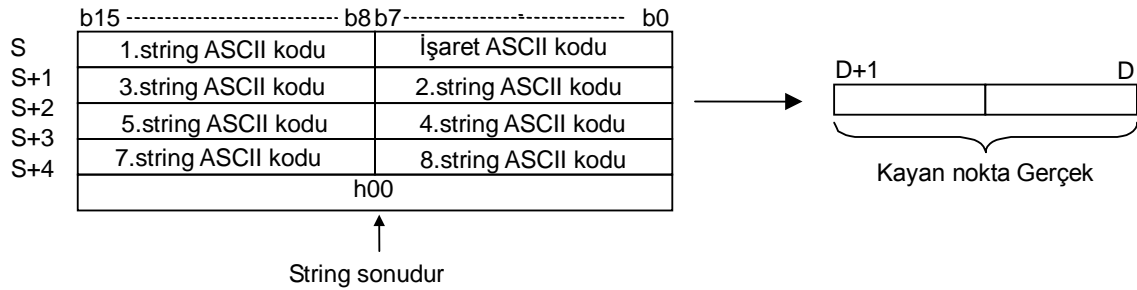 b15 b8 b7 b0
S 1.string ASCII kodu İşaret ASCII kodu
S+1 3.string ASCII kodu 2.string ASCII kodu
S+2 5.string ASCII kodu 4.string ASCII kodu
S+3 7.string ASCII kodu 8.string ASCII kodu
S+4 h00
String sonudur
D+1 D
Kayan nokta Gerçek